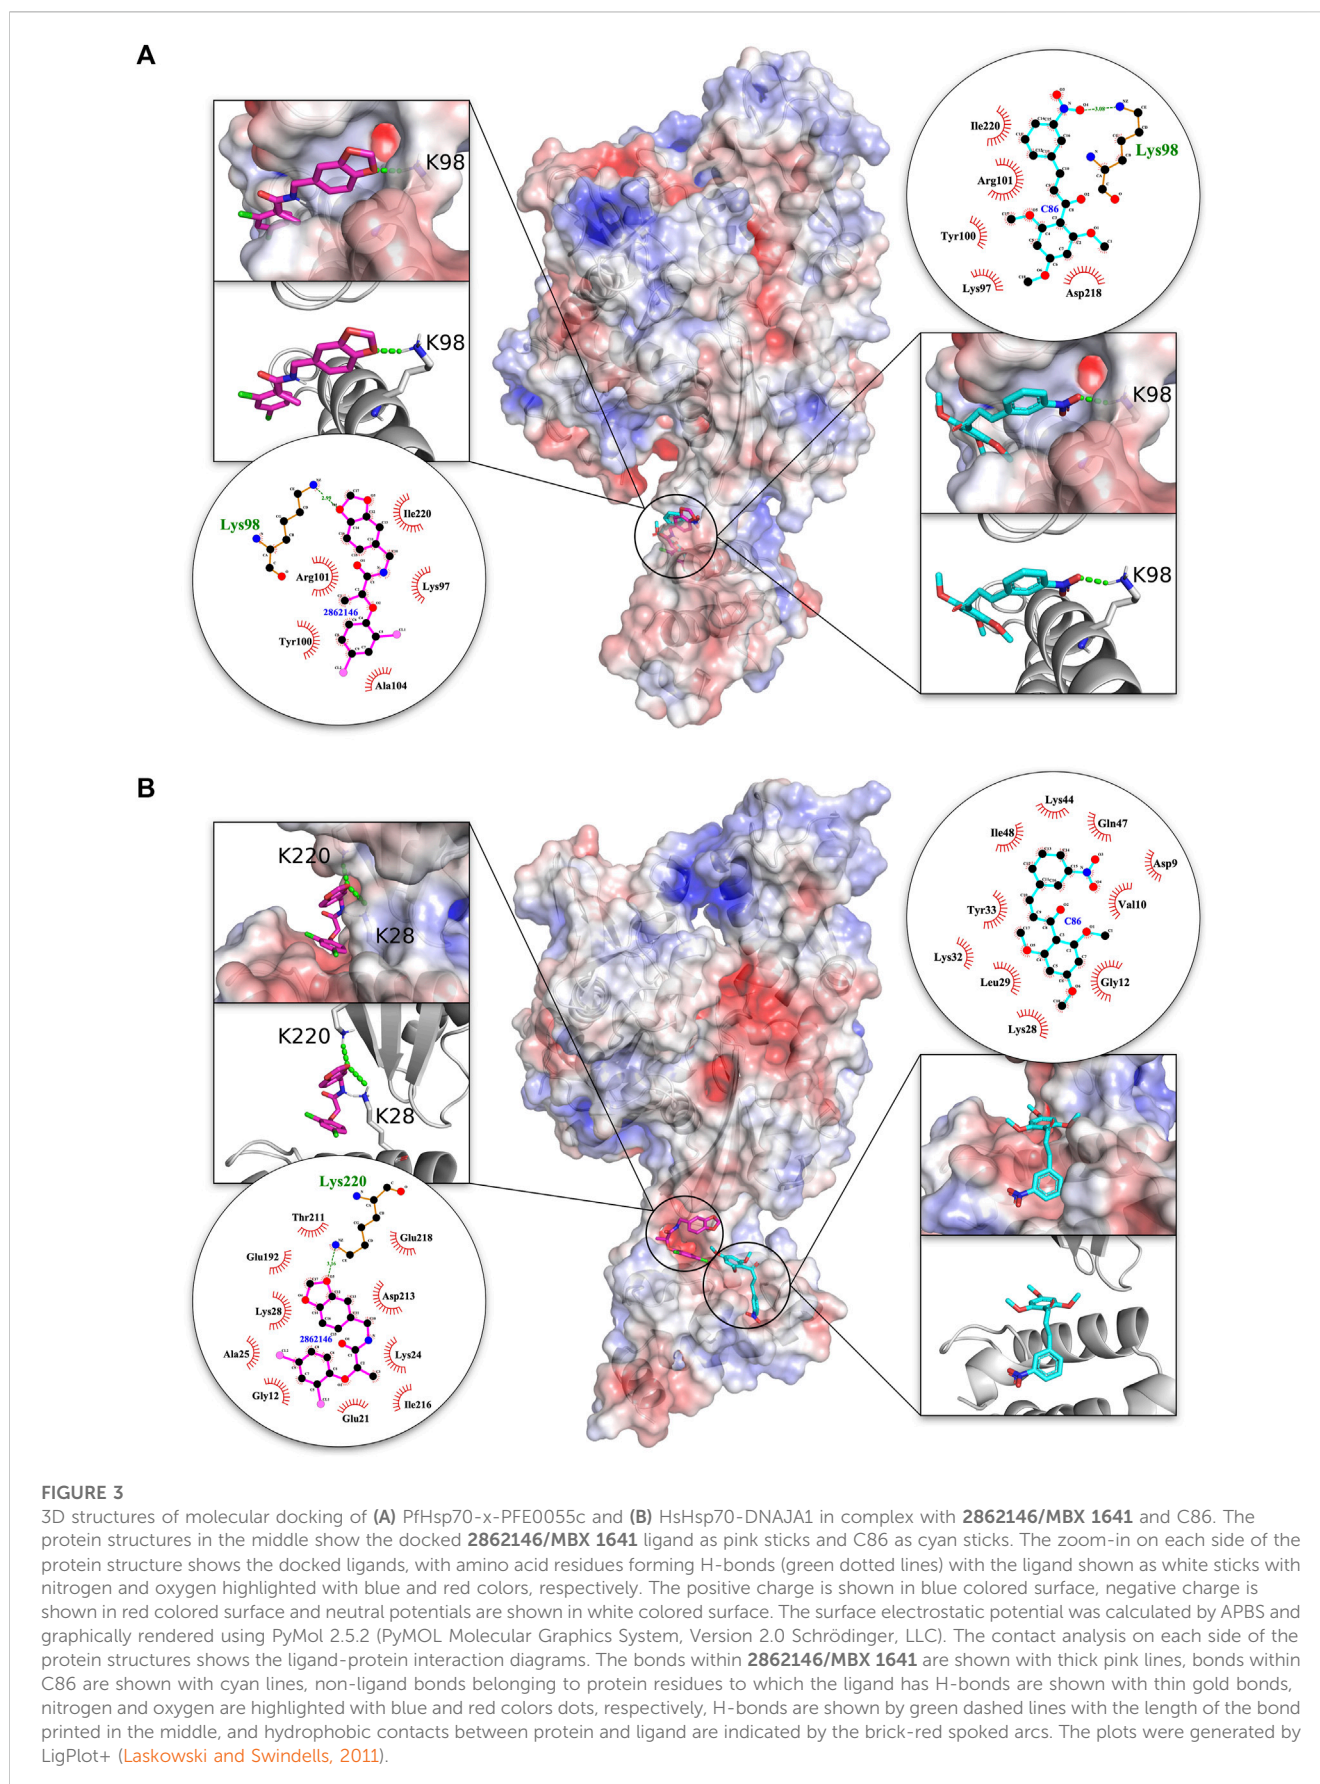 A
K98
K98
Ile220
Arg101
Lys98
C86
Tyr100
Lys97
Asp218
3.08
K98
K98
Lys98
2.99
Ile220
Arg101
Lys97
2862146
Tyr100
Ala104
B
K220
K28
K220
K28
Lys44
Ile48
Gln47
Asp9
Val10
Tyr33
C86
Lys32
Leu29
Gly12
Lys28
Lys220
Thr211
Glu218
Glu192
Asp213
Lys28
2862146
Ala25
Lys24
Gly12
Ile216
Glu21
FIGURE 3
3D structures of molecular docking of (A) PfHsp70-x-PFE0055c and (B) HsHsp70-DNAJA1 in complex with 2862146/MBX 1641 and C86. The
protein structures in the middle show the docked 2862146/MBX 1641 ligand as pink sticks and C86 as cyan sticks. The zoom-in on each side of the
protein structure shows the docked ligands, with amino acid residues forming H-bonds (green dotted lines) with the ligand shown as white sticks with
nitrogen and oxygen highlighted with blue and red colors, respectively. The positive charge is shown in blue colored surface, negative charge is
shown in red colored surface and neutral potentials are shown in white colored surface. The surface electrostatic potential was calculated by APBS and
graphically rendered using PyMol 2.5.2 (PyMOL Molecular Graphics System, Version 2.0 Schrödinger, LLC). The contact analysis on each side of the
protein structures shows the ligand-protein interaction diagrams. The bonds within 2862146/MBX 1641 are shown with thick pink lines, bonds within
C86 are shown with cyan lines, non-ligand bonds belonging to protein residues to which the ligand has H-bonds are shown with thin gold bonds,
nitrogen and oxygen are highlighted with blue and red colors dots, respectively, H-bonds are shown by green dashed lines with the length of the bond
printed in the middle, and hydrophobic contacts between protein and ligand are indicated by the brick-red spoked arcs. The plots were generated by
LigPlot+ (Laskowski and Swindells, 2011).